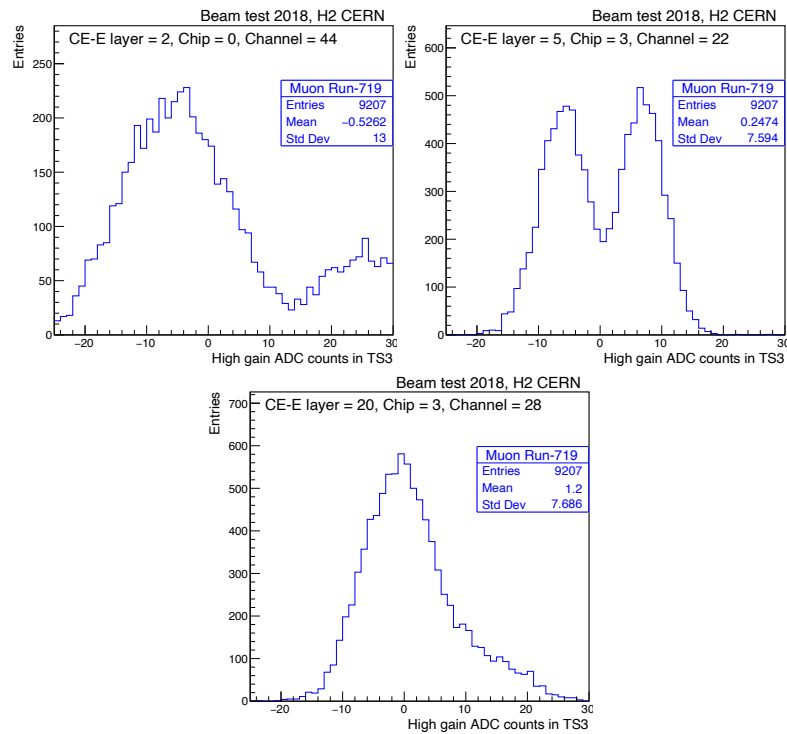 Beam test 2018, H2 CERN
CE-E layer = 2, Chip = 0, Channel = 44
Entries
250
200
150
100
50
0
Muon Run-719
Entries 9207
Mean −0.5262
Std Dev 13
−20 −10 0 10 20 30
High gain ADC counts in TS3
Beam test 2018, H2 CERN
CE-E layer = 5, Chip = 3, Channel = 22
Entries
600
500
400
300
200
100
0
Muon Run-719
Entries 9207
Mean 0.2474
Std Dev 7.594
−20 −10 0 10 20 30
High gain ADC counts in TS3
Beam test 2018, H2 CERN
CE-E layer = 20, Chip = 3, Channel = 28
Entries
700
600
500
400
300
200
100
0
Muon Run-719
Entries 9207
Mean 1.2
Std Dev 7.686
−20 −10 0 10 20 30
High gain ADC counts in TS3